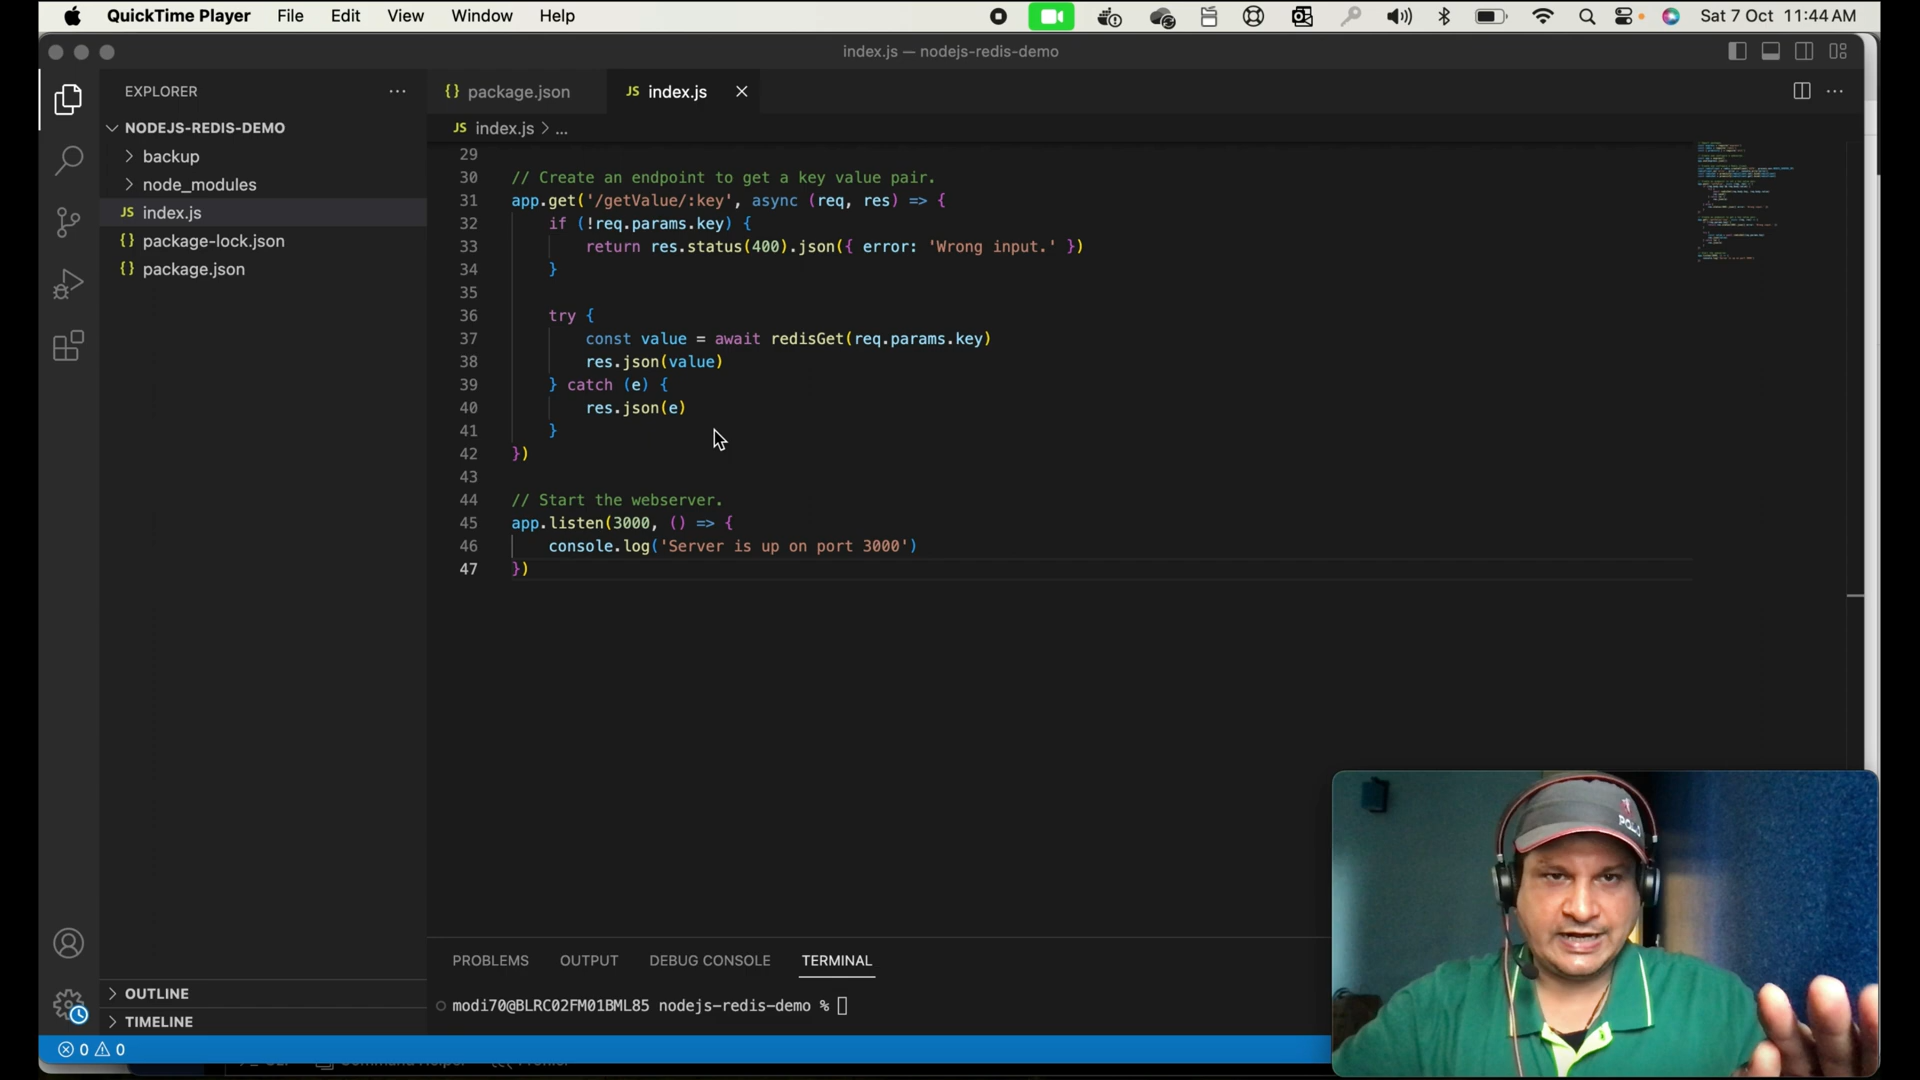 QuickTime Player File Edit View Window Help Sat 7 Oct 11:44 AM
index.js — nodejs-redis-demo
EXPLORER
NODEJS-REDIS-DEMO
backup
node_modules
JS index.js
{} package-lock.json
{} package.json
{} package.json JS index.js
JS index.js > ...
29
30 // Create an endpoint to get a key value pair.
31 app.get('/getValue/:key', async (req, res) => {
32 if (!req.params.key) {
33 return res.status(400).json({ error: 'Wrong input.' })
34 }
35
36 try {
37 const value = await redisGet(req.params.key)
38 res.json(value)
39 } catch (e) {
40 res.json(e)
41 }
42 })
43
44 // Start the webserver.
45 app.listen(3000, () => {
46 console.log('Server is up on port 3000')
47 })
PROBLEMS OUTPUT DEBUG CONSOLE TERMINAL
modi70@BLRC02FM01BML85 nodejs-redis-demo %
OUTLINE
TIMELINE
0 0
POLO